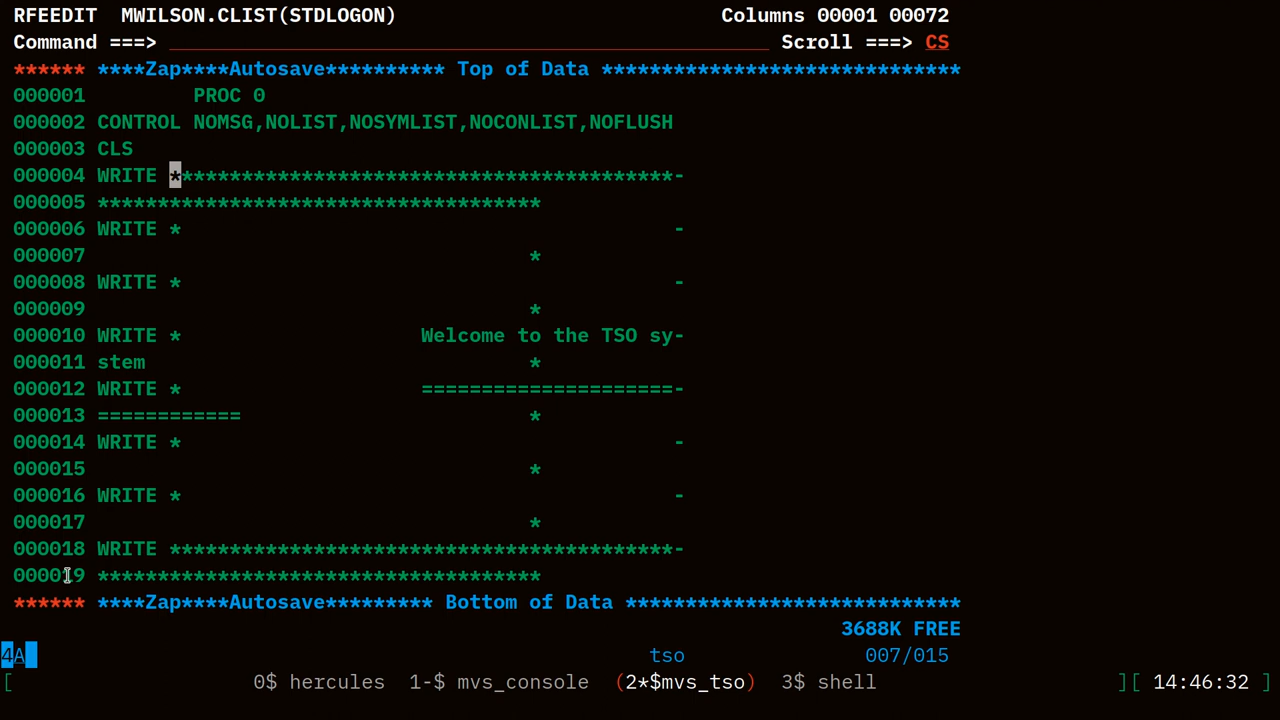 RFEEDIT  MWILSON.CLIST(STDLOGON)                           Columns 00001 00072
Command ===> __________________________________________________ Scroll ===> CS
****** ****Zap****Autosave********** Top of Data ******************************
000001         PROC 0
000002 CONTROL NOMSG,NOLIST,NOSYMLIST,NOCONLIST,NOFLUSH
000003 CLS
000004 WRITE ******************************************-
000005 *************************************
000006 WRITE *                                         -
000007                                     *
000008 WRITE *                                         -
000009                                     *
000010 WRITE *                    Welcome to the TSO sy-
000011 stem                                *
000012 WRITE *                    =====================-
000013 ============                        *
000014 WRITE *                                         -
000015                                     *
000016 WRITE *                                         -
000017                                     *
000018 WRITE ******************************************-
000019 *************************************
****** ****Zap****Autosave********* Bottom of Data ****************************
3688K FREE
4A                                                   tso               007/015
[                    0$ hercules  1-$ mvs_console  (2*$mvs_tso)  3$ shell                    ][ 14:46:32 ]